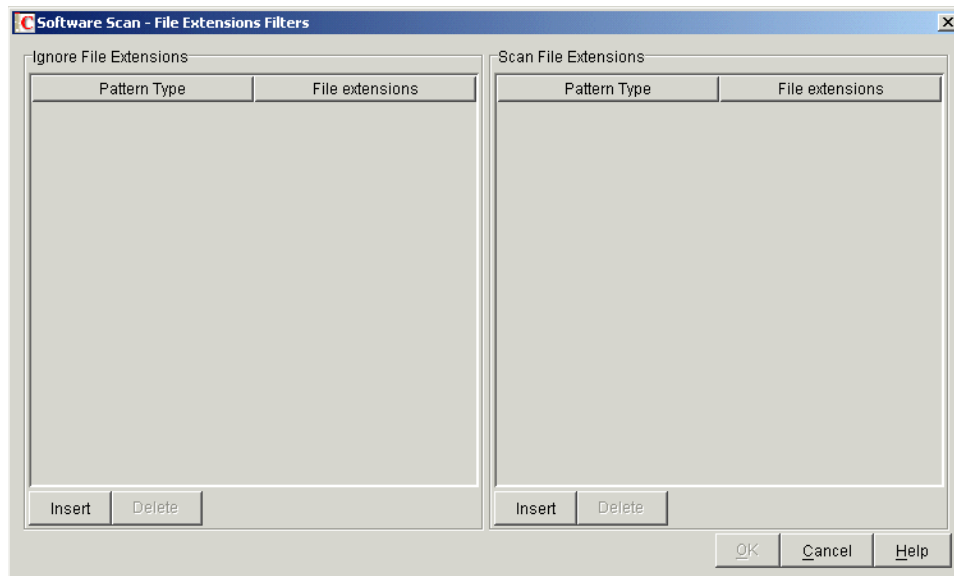 Software Scan - File Extensions Filters
Ignore File Extensions
Pattern Type File extensions
Insert Delete
Scan File Extensions
Pattern Type File extensions
Insert Delete
OK Cancel Help